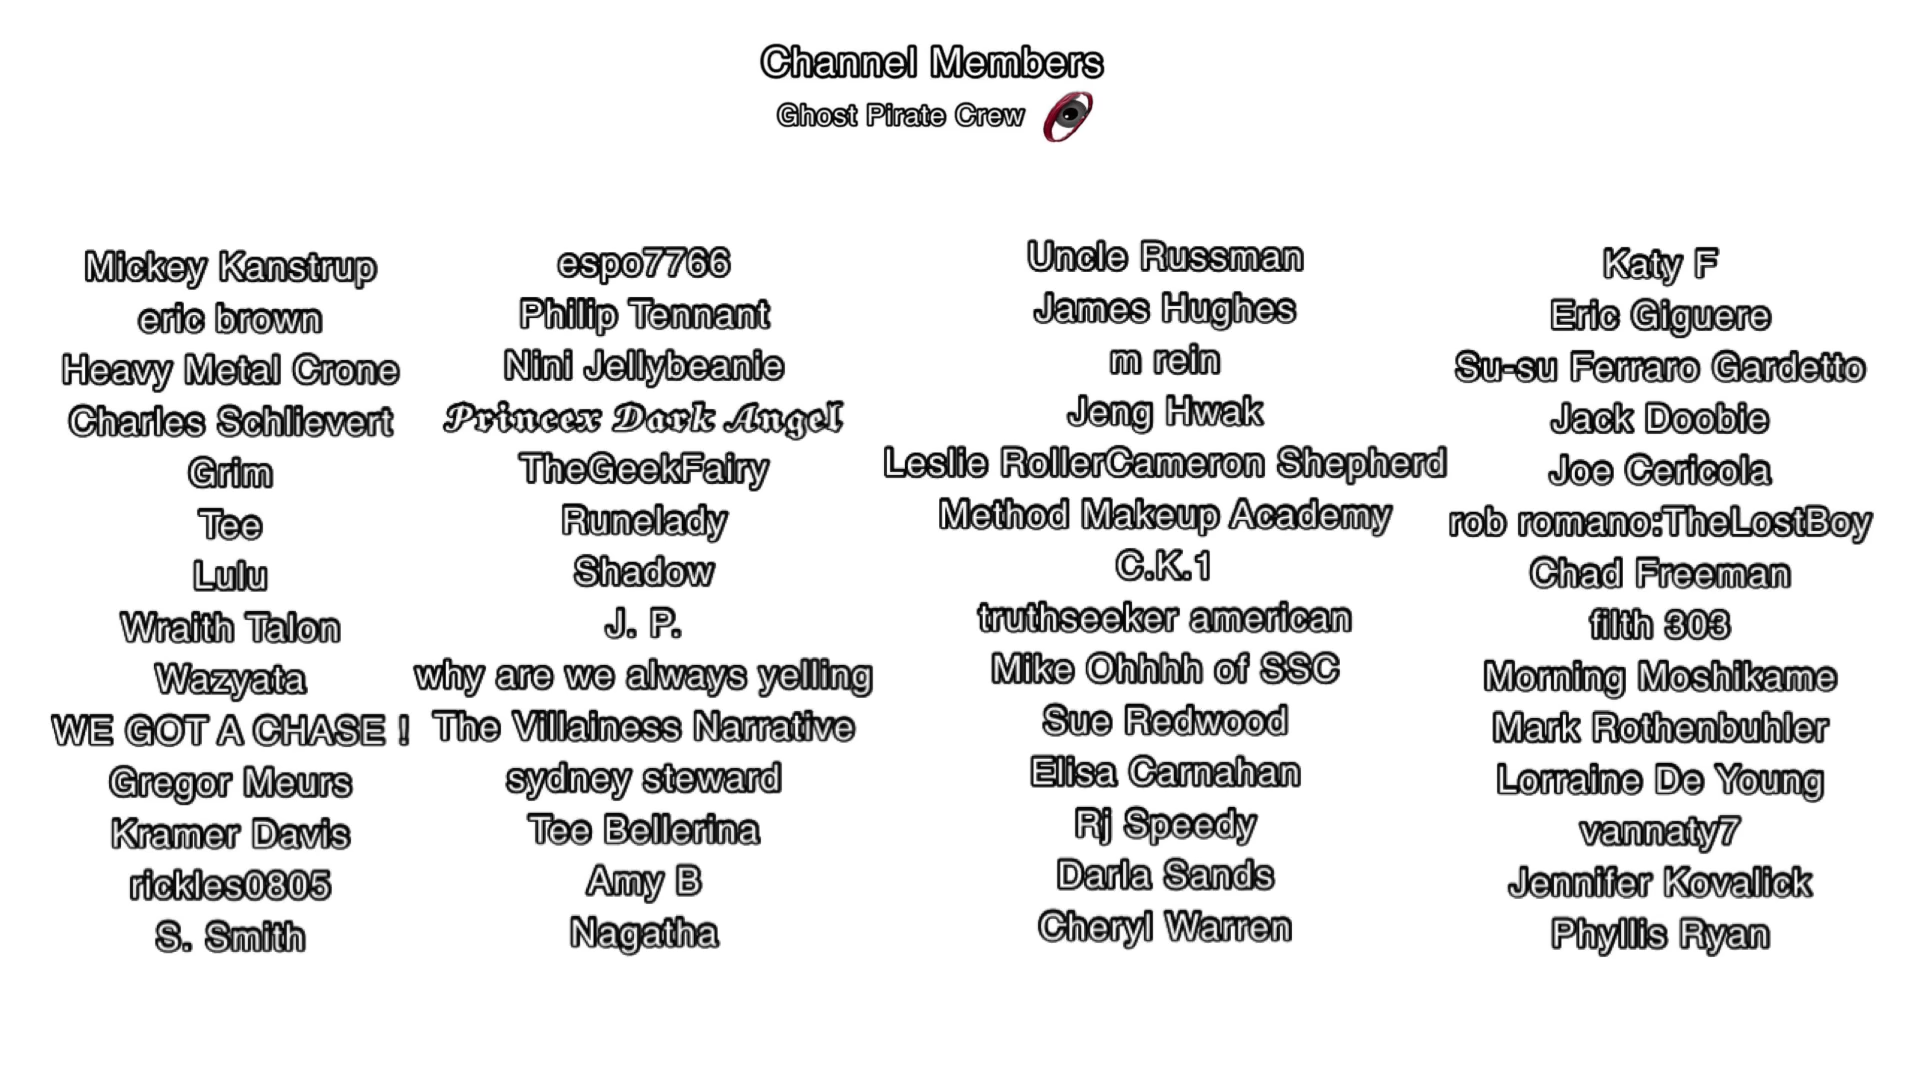 Channel Members
Ghost Pirate Crew
Mickey Kanstrup
eric brown
Heavy Metal Crone
Charles Schlievert
Grim
Tee
Lulu
Wraith Talon
Wazyata
WE GOT A CHASE !
Gregor Meurs
Kramer Davis
rickles0805
S. Smith
espo7766
Philip Tennant
Nini Jellybeanie
𝓟𝓻𝓲𝓷𝓬𝓮𝔁 𝓓𝓪𝓻𝓴 𝓐𝓷𝓰𝓮𝓵
TheGeekFairy
Runelady
Shadow
J. P.
why are we always yelling
The Villainess Narrative
sydney steward
Tee Bellerina
Amy B
Nagatha
Uncle Russman
James Hughes
m rein
Jeng Hwak
Leslie RollerCameron Shepherd
Method Makeup Academy
C.K.1
truthseeker american
Mike Ohhhh of SSC
Sue Redwood
Elisa Carnahan
Rj Speedy
Darla Sands
Cheryl Warren
Katy F
Eric Giguere
Su-su Ferraro Gardetto
Jack Doobie
Joe Cericola
rob romano:TheLostBoy
Chad Freeman
filth 303
Morning Moshikame
Mark Rothenbuhler
Lorraine De Young
vannaty7
Jennifer Kovalick
Phyllis Ryan